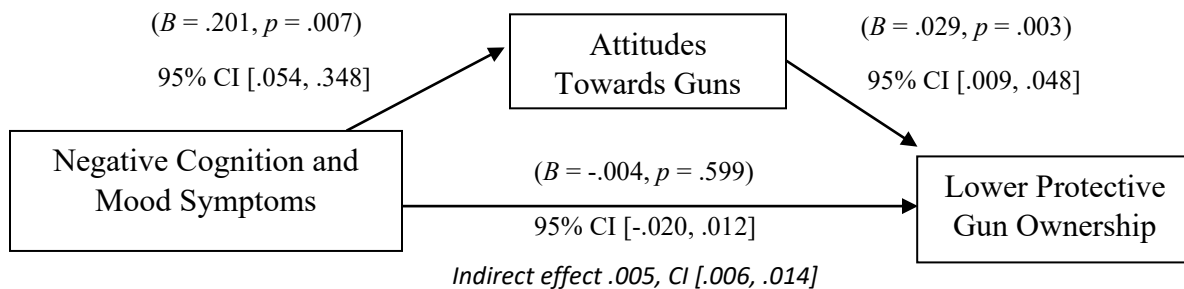 (B = .201, p = .007)
95% CI [.054, .348]
Attitudes
Towards Guns
(B = .029, p = .003)
95% CI [.009, .048]
Negative Cognition and
Mood Symptoms
(B = -.004, p = .599)
95% CI [-.020, .012]
Lower Protective
Gun Ownership
Indirect effect .005, CI [.006, .014]